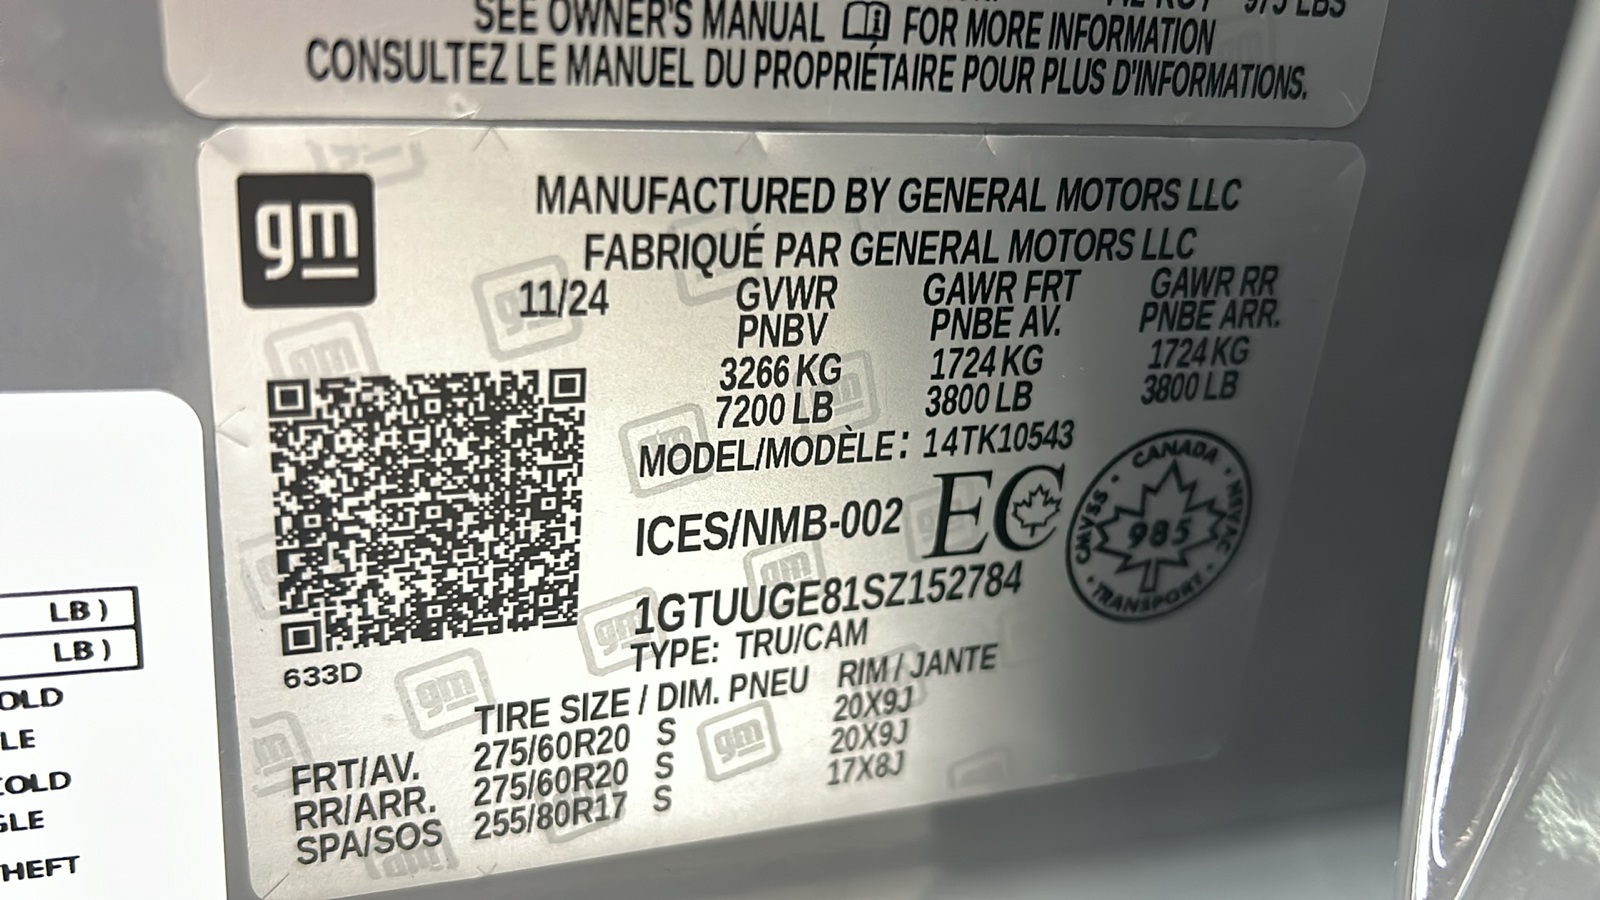 SEE OWNER'S MANUAL FOR MORE INFORMATION
CONSULTEZ LE MANUEL DU PROPRIÉTAIRE POUR PLUS D'INFORMATIONS.
gm
MANUFACTURED BY GENERAL MOTORS LLC
FABRIQUÉ PAR GENERAL MOTORS LLC
11/24 GVWR GAWR FRT GAWR RR
PNBV PNBE AV. PNBE ARR.
3266 KG 1724 KG 1724 KG
7200 LB 3800 LB 3800 LB
MODEL/MODÈLE: 14TK10543
ICES/NMB-002 EC
CANADA · NVAC · TRANSPORT · CMVSS ·
985
1GTUUGE81SZ152784
TYPE: TRU/CAM
633D
TIRE SIZE / DIM. PNEU RIM / JANTE
FRT/AV. 275/60R20 S 20X9J
RR/ARR. 275/60R20 S 20X9J
SPA/SOS 255/80R17 S 17X8J
LB )
LB )
OLD
LE
COLD
GLE
THEFT